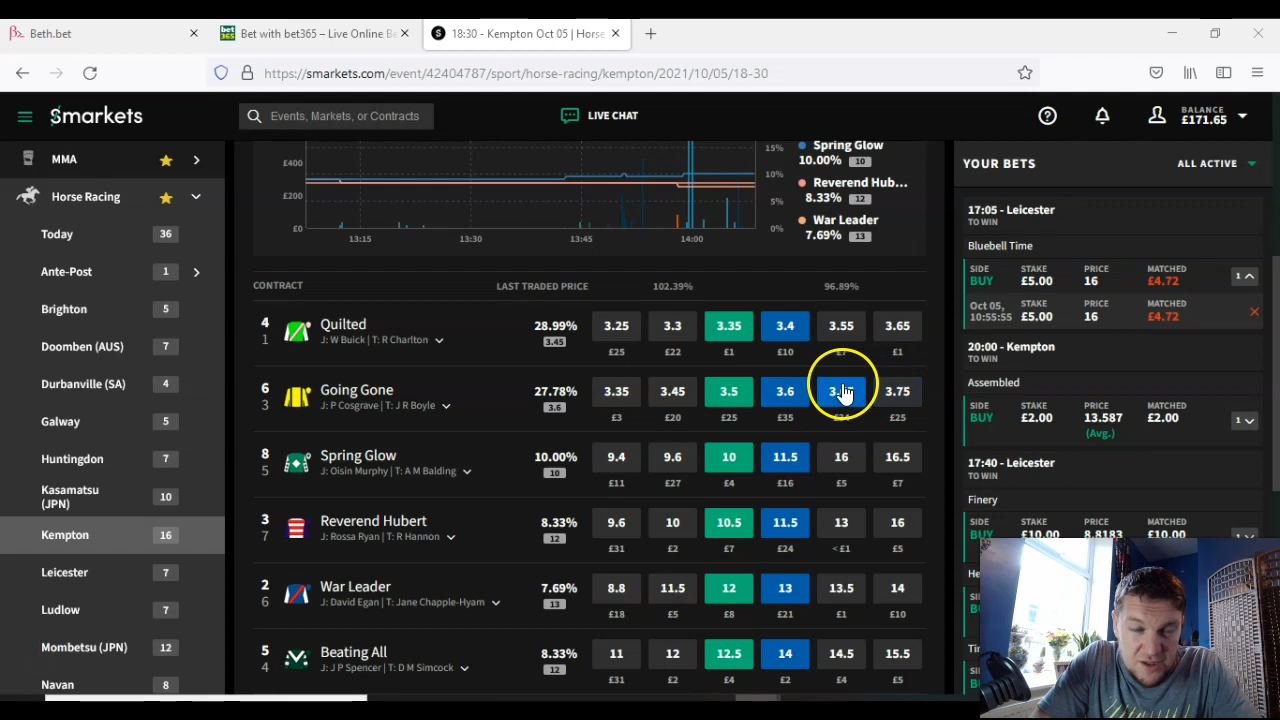 Beth.bet
bet365
Bet with bet365 – Live Online Be
S
18:30 - Kempton Oct 05 | Horse
https://smarkets.com/event/42404787/sport/horse-racing/kempton/2021/10/05/18-30
smarkets
Events, Markets, or Contracts
LIVE CHAT
BALANCE
£171.65
MMA
Horse Racing
Today 36
Ante-Post 1
Brighton 5
Doomben (AUS) 7
Durbanville (SA) 4
Galway 7
Huntingdon 7
Kasamatsu (JPN) 10
Kempton 16
Leicester 7
Ludlow 7
Mombetsu (JPN) 12
Navan 8
£400
£200
£0
15%
10%
5%
0%
13:15 13:30 13:45 14:00
Spring Glow
10.00% 10
Reverend Hub...
8.33% 12
War Leader
7.69% 13
CONTRACT LAST TRADED PRICE 102.39% 96.89%
4 Quilted 28.99% 3.25 3.3 3.35 3.4 3.55 3.65
1 J: W Buick | T: R Charlton 3.45 £25 £22 £1 £10 £7 £1
6 Going Gone 27.78% 3.35 3.45 3.5 3.6 3.75
3 J: P Cosgrave | T: J R Boyle 3.6 £3 £20 £25 £35 £25
8 Spring Glow 10.00% 9.4 9.6 10 11.5 16 16.5
5 J: Oisin Murphy | T: A M Balding 10 £11 £27 £4 £16 £5 £7
3 Reverend Hubert 8.33% 9.6 10 10.5 11.5 13 16
7 J: Rossa Ryan | T: R Hannon 12 £31 £2 £7 £24 < £1 £5
2 War Leader 7.69% 8.8 11.5 12 13 13.5 14
6 J: David Egan | T: Jane Chapple-Hyam 13 £18 £5 £8 £21 £1 £10
5 Beating All 8.33% 11 12 12.5 14 14.5 15.5
4 J: J P Spencer | T: D M Simcock 12 £31 £2 £4 £2 £4 £5
YOUR BETS ALL ACTIVE
17:05 - Leicester
TO WIN
Bluebell Time
SIDE STAKE PRICE MATCHED
BUY £5.00 16 £4.72 1
Oct 05, 10:55:55 £5.00 16 £4.72
20:00 - Kempton
TO WIN
Assembled
SIDE STAKE PRICE MATCHED
BUY £2.00 13.587 £2.00 1
(Avg.)
17:40 - Leicester
TO WIN
Finery
SIDE STAKE PRICE MATCHED
BUY £10.00 8.8183 £10.00